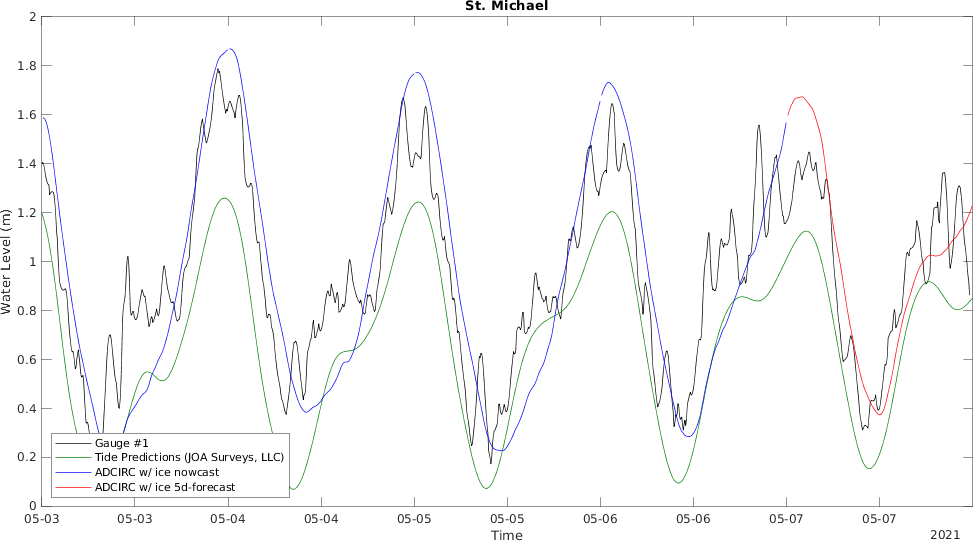 St. Michael
2
1.8
1.6
1.4
1.2
1
0.8
0.6
0.4
0.2
0
Water Level (m)
Gauge #1
Tide Predictions (JOA Surveys, LLC)
ADCIRC w/ ice nowcast
ADCIRC w/ ice 5d-forecast
05-03 05-03 05-04 05-04 05-05 05-05 05-06 05-06 05-07 05-07
Time
2021